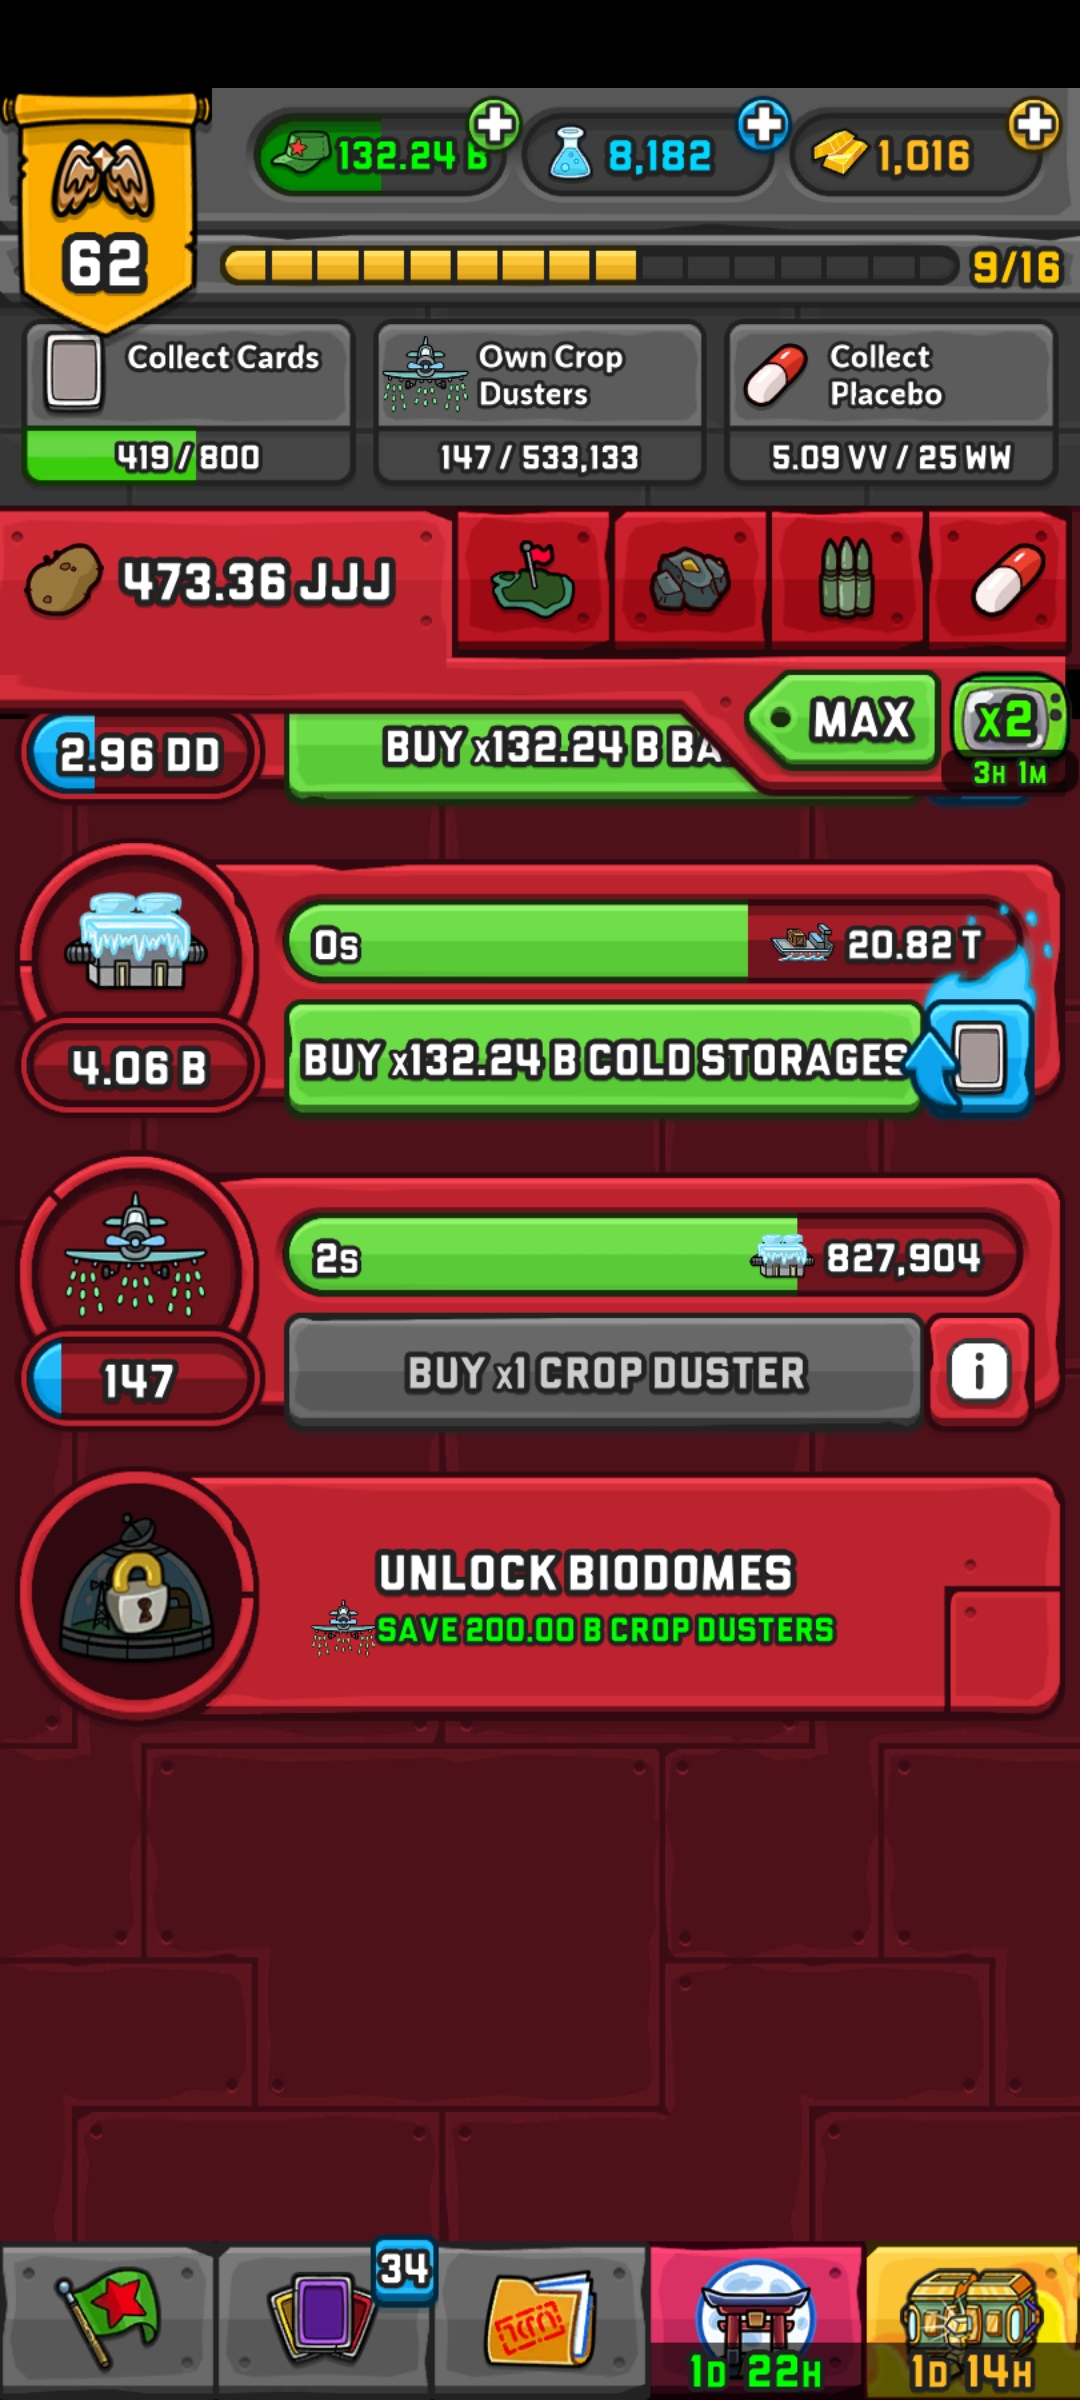 132.24 B
8,182
1,016
62
9/16
Collect Cards
419 / 800
Own Crop
Dusters
147 / 533,133
Collect
Placebo
5.09 VV / 25 WW
473.36 JJJ
MAX
x2
3H 1M
2.96 DD
BUY x132.24 B BA
0s
20.82 T
4.06 B
BUY x132.24 B COLD STORAGES
2s
827,904
147
BUY x1 CROP DUSTER
i
UNLOCK BIODOMES
SAVE 200.00 B CROP DUSTERS
34
1D 22H
1D 14H